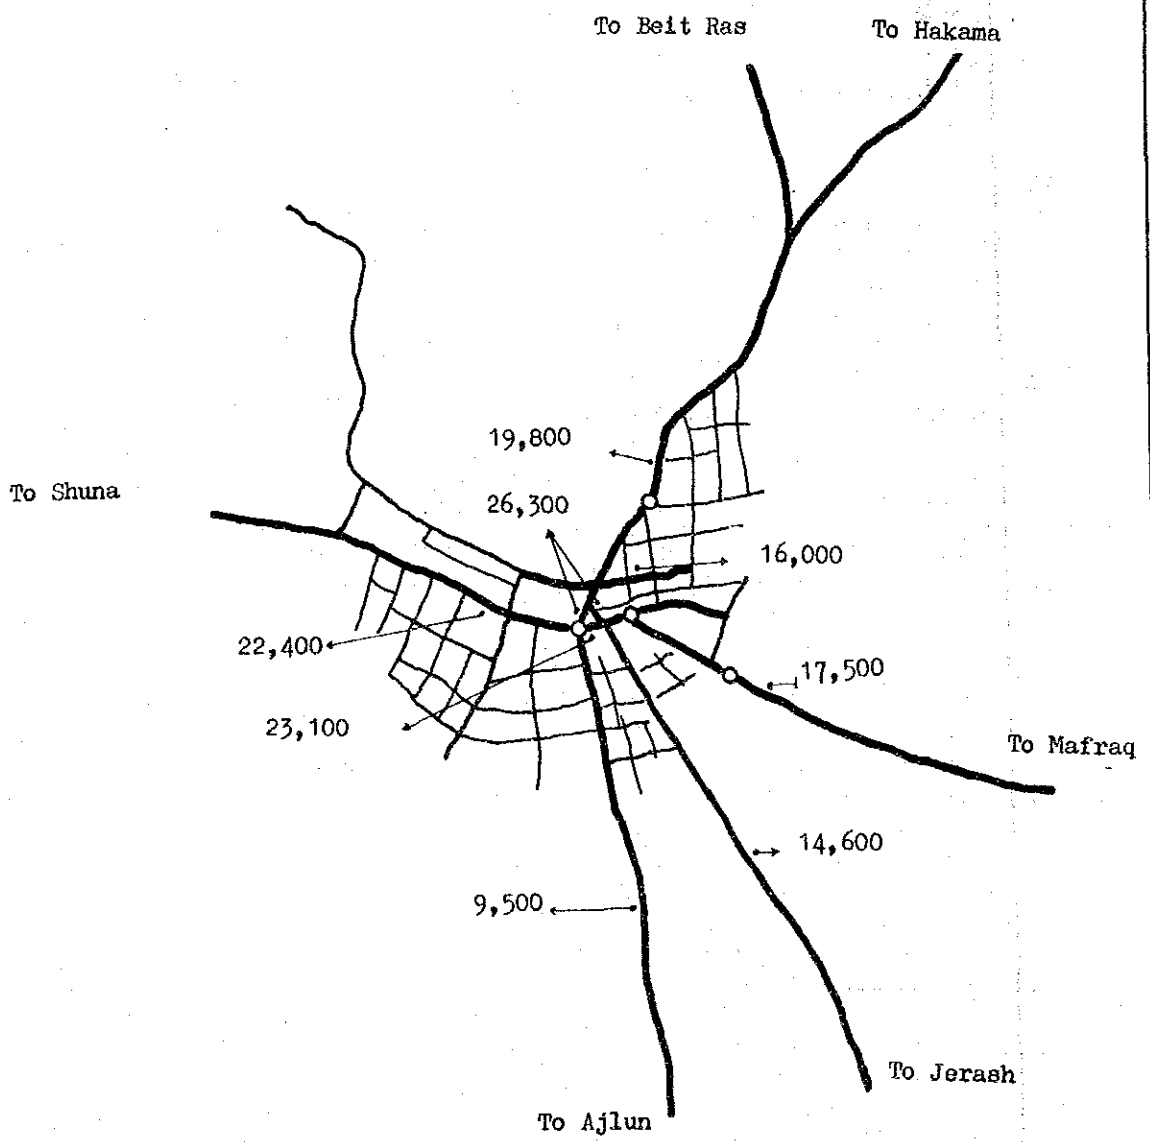 To Beit Ras
To Hakama
19,800
To Shuna
26,300
16,000
22,400
17,500
23,100
To Mafraq
14,600
9,500
To Jerash
To Ajlun